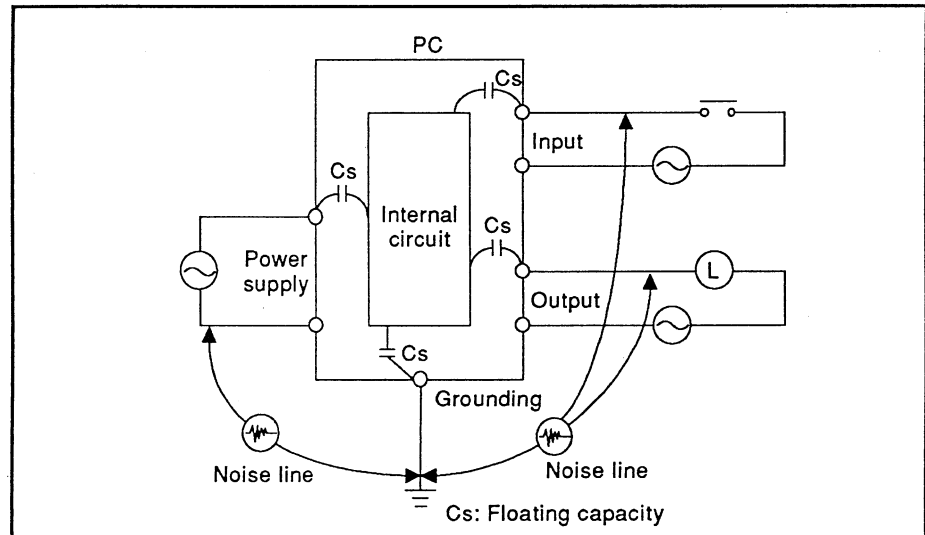 PC
Cs
Input
Cs
Internal
circuit
Cs
Power
supply
Output
Cs
L
Grounding
Noise line
Noise line
Cs: Floating capacity